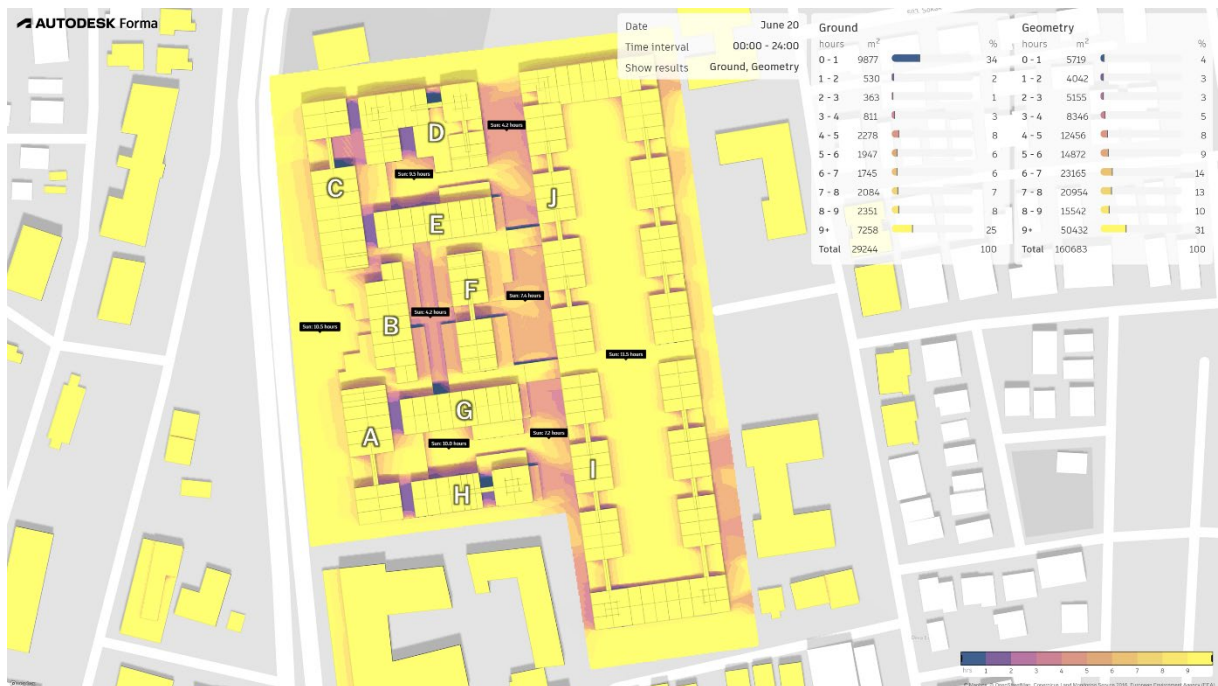 AUTODESK Forma
Date June 20
Time interval 00:00 - 24:00
Show results Ground, Geometry
Ground
hours m² %
0 - 1 9877 34
1 - 2 530 2
2 - 3 363 1
3 - 4 811 3
4 - 5 2278 8
5 - 6 1947 6
6 - 7 1745 6
7 - 8 2084 7
8 - 9 2351 8
9+ 7258 25
Total 29244 100
Geometry
hours m² %
0 - 1 5719 4
1 - 2 4042 3
2 - 3 5155 3
3 - 4 8346 5
4 - 5 12456 8
5 - 6 14872 9
6 - 7 23165 14
7 - 8 20954 13
8 - 9 15542 10
9+ 50432 31
Total 160683 100
D
Sun: 4.2 hours
Sun: 9.5 hours
C
J
E
F
Sun: 7.4 hours
Sun: 4.2 hours
B
Sun: 10.5 hours
Sun: 11.5 hours
G
A
Sun: 7.2 hours
Sun: 10.9 hours
I
H
hrs 1 2 3 4 5 6 7 8 9